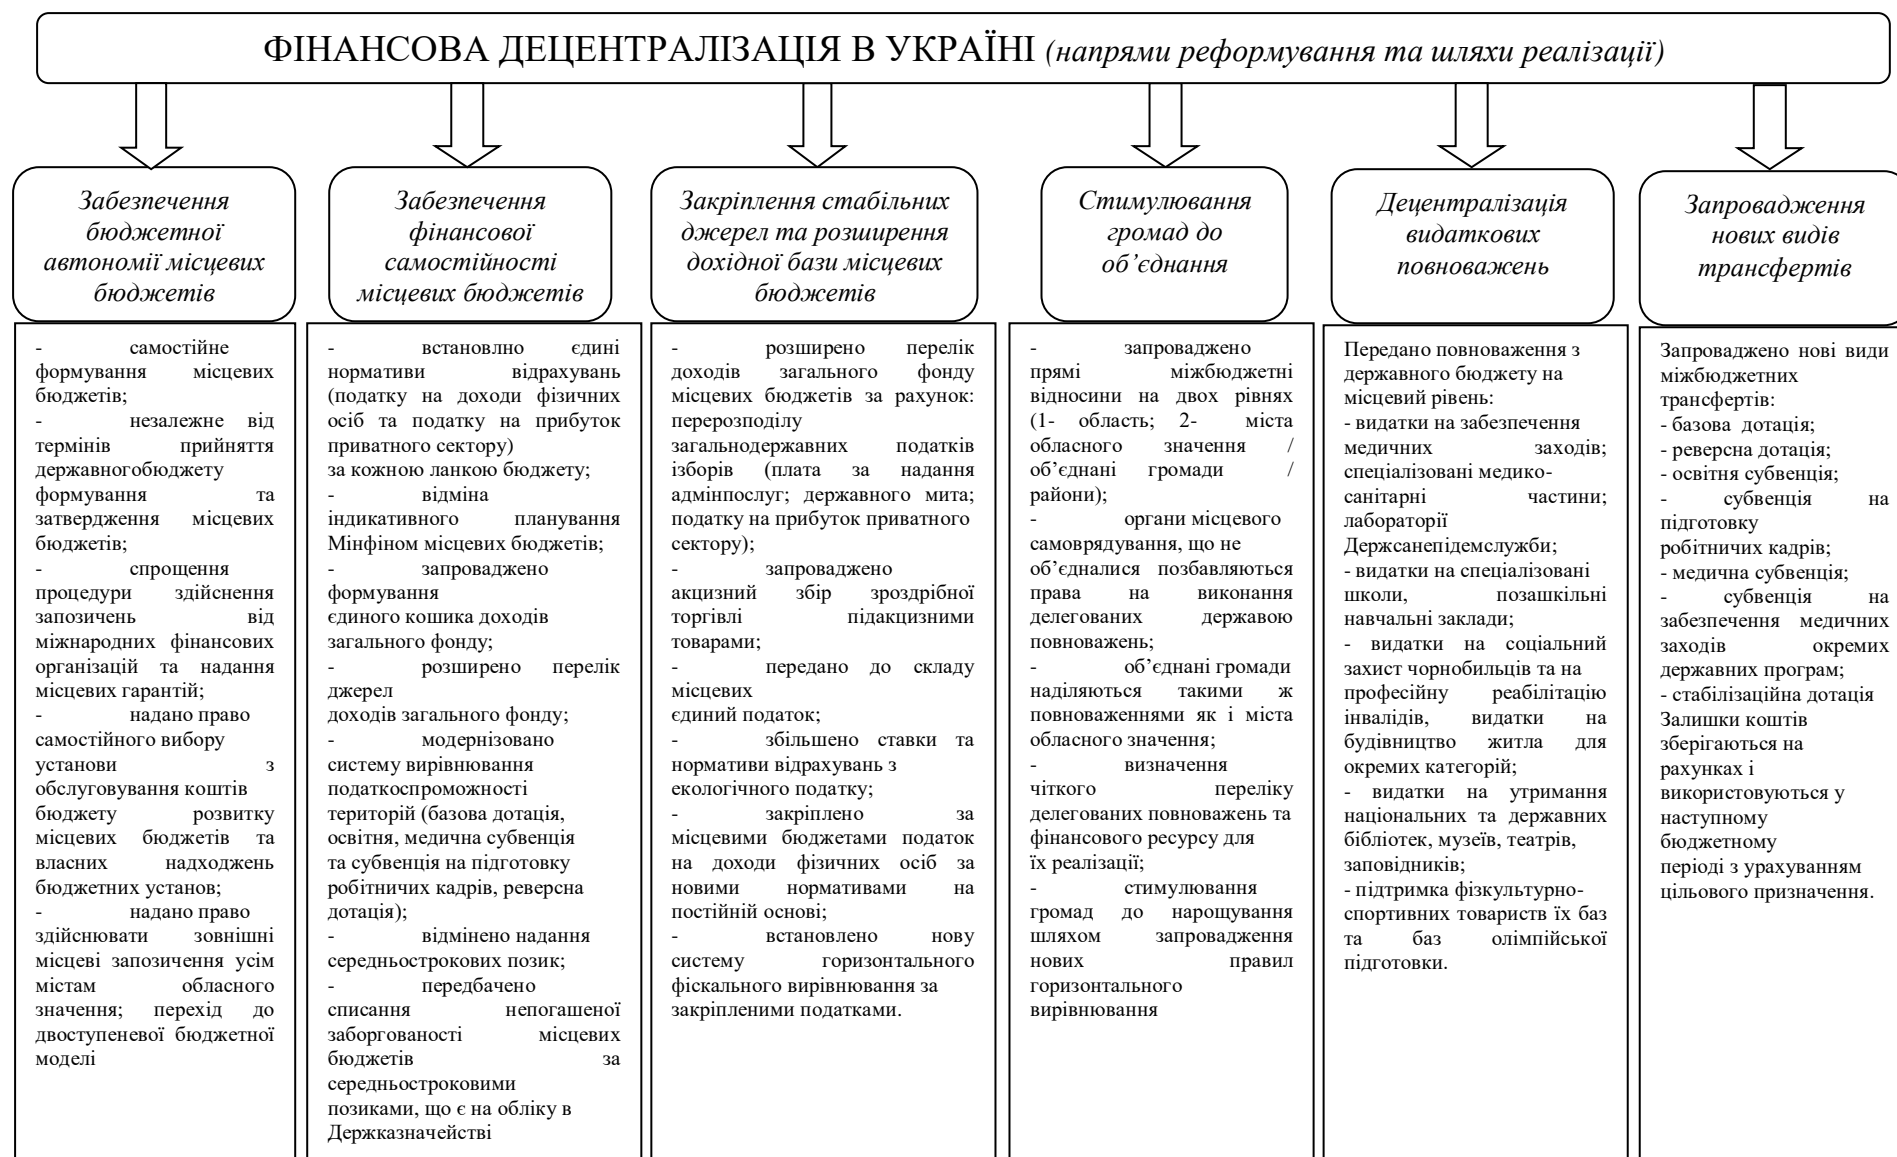 ФІНАНСОВА ДЕЦЕНТРАЛІЗАЦІЯ В УКРАЇНІ (напрями реформування та шляхи реалізації)
Забезпечення
бюджетної
автономії місцевих
бюджетів
- самостійне
формування місцевих
бюджетів;
- незалежне від
термінів прийняття
державногобюджету
формування та
затвердження місцевих
бюджетів;
- спрощення
процедури здійснення
запозичень від
міжнародних фінансових
організацій та надання
місцевих гарантій;
- надано право
самостійного вибору
установи з
обслуговування коштів
бюджету розвитку
місцевих бюджетів та
власних надходжень
бюджетних установ;
- надано право
здійснювати зовнішні
місцеві запозичення усім
містам обласного
значення; перехід до
двоступеневої бюджетної
моделі
Забезпечення
фінансової
самостійності
місцевих бюджетів
- встановлно єдині
нормативи відрахувань
(податку на доходи фізичних
осіб та податку на прибуток
приватного сектору)
за кожною ланкою бюджету;
- відміна
індикативного планування
Мінфіном місцевих бюджетів;
- запроваджено
формування
єдиного кошика доходів
загального фонду;
- розширено перелік
джерел
доходів загального фонду;
- модернізовано
систему вирівнювання
податкоспроможності
територій (базова дотація,
освітня, медична субвенція
та субвенція на підготовку
робітничих кадрів, реверсна
дотація);
- відмінено надання
середньострокових позик;
- передбачено
списання непогашеної
заборгованості місцевих
бюджетів за
середньостроковими
позиками, що є на обліку в
Держказначействі
Закріплення стабільних
джерел та розширення
дохідної бази місцевих
бюджетів
- розширено перелік
доходів загального фонду
місцевих бюджетів за рахунок:
перерозподілу
загальнодержавних податків
ізборів (плата за надання
адмінпослуг; державного мита;
податку на прибуток приватного
сектору);
- запроваджено
акцизний збір зроздрібної
торгівлі підакцизними
товарами;
- передано до складу
місцевих
єдиний податок;
- збільшено ставки та
нормативи відрахувань з
екологічного податку;
- закріплено за
місцевими бюджетами податок
на доходи фізичних осіб за
новими нормативами на
постійній основі;
- встановлено нову
систему горизонтального
фіскального вирівнювання за
закріпленими податками.
Стимулювання
громад до
об’єднання
- запроваджено
прямі міжбюджетні
відносини на двох рівнях
(1- область; 2- міста
обласного значення /
об’єднані громади /
райони);
- органи місцевого
самоврядування, що не
об’єдналися позбавляються
права на виконання
делегованих державою
повноважень;
- об’єднані громади
наділяються такими ж
повноваженнями як і міста
обласного значення;
- визначення
чіткого переліку
делегованих повноважень та
фінансового ресурсу для
їх реалізації;
- стимулювання
громад до нарощування
шляхом запровадження
нових правил
горизонтального
вирівнювання
Децентралізація
видаткових
повноважень
Передано повноваження з
державного бюджету на
місцевий рівень:
- видатки на забезпечення
медичних заходів;
спеціалізовані медико-
санітарні частини;
лабораторії
Держсанепідемслужби;
- видатки на спеціалізовані
школи, позашкільні
навчальні заклади;
- видатки на соціальний
захист чорнобильців та на
професійну реабілітацію
інвалідів, видатки на
будівництво житла для
окремих категорій;
- видатки на утримання
національних та державних
бібліотек, музеїв, театрів,
заповідників;
- підтримка фізкультурно-
спортивних товариств їх баз
та баз олімпійської
підготовки.
Запровадження
нових видів
трансфертів
Запроваджено нові види
міжбюджетних
трансфертів:
- базова дотація;
- реверсна дотація;
- освітня субвенція;
- субвенція на
підготовку
робітничих кадрів;
- медична субвенція;
- субвенція на
забезпечення медичних
заходів окремих
державних програм;
- стабілізаційна дотація
Залишки коштів
зберігаються на
рахунках і
використовуються у
наступному
бюджетному
періоді з урахуванням
цільового призначення.